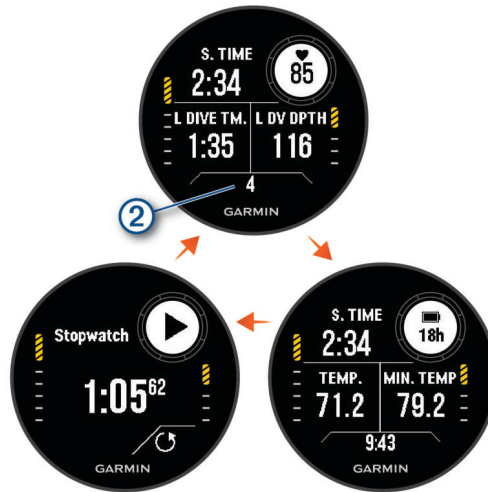 S. TIME
85
2:34
L DIVE TM. L DV DPTH
1:35 116
4
2
GARMIN
Stopwatch
1:05 62
GARMIN
S. TIME
18h
2:34
TEMP. MIN. TEMP
71.2 79.2
9:43
GARMIN